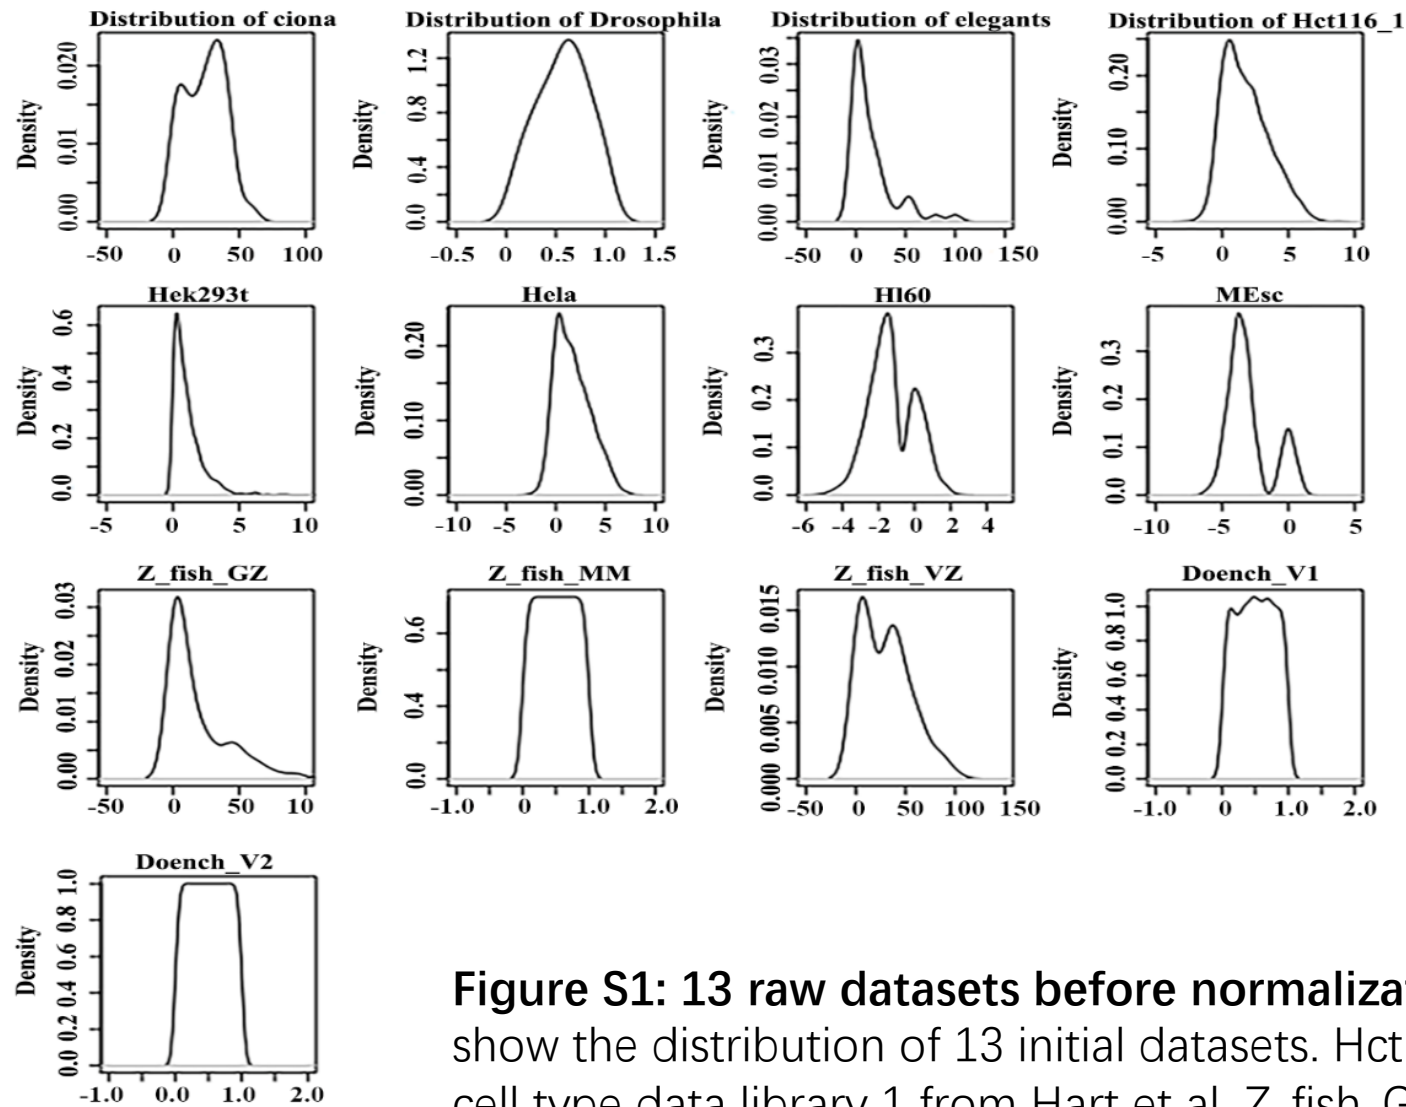 Distribution of ciona
Distribution of Drosophila
Distribution of elegants
Distribution of Hct116_1
Density
0.00 0.01 0.020
-50 0 50 100
Density
0.0 0.4 0.8 1.2
-0.5 0 0.5 1.0 1.5
Density
0.00 0.01 0.02 0.03
-50 0 50 100 150
Density
0.00 0.10 0.20
-5 0 5 10
Hek293t
Hela
Hl60
MEsc
Density
0.0 0.2 0.4 0.6
-5 0 5 10
Density
0.00 0.10 0.20
-10 -5 0 5 10
Density
0.0 0.1 0.2 0.3
-6 -4 -2 0 2 4
Density
0.0 0.1 0.2 0.3
-10 -5 0 5
Z_fish_GZ
Z_fish_MM
Z_fish_VZ
Doench_V1
Density
0.00 0.01 0.02 0.03
-50 0 50 10
Density
0.0 0.4 0.6
-1.0 0 1.0 2.0
Density
0.000 0.005 0.010 0.015
-50 0 50 100 150
Density
0.0 0.2 0.4 0.6 0.8 1.0
-1.0 0 1.0 2.0
Doench_V2
Density
0.0 0.2 0.4 0.6 0.8 1.0
-1.0 0.0 1.0 2.0
Figure S1: 13 raw datasets before normaliza
show the distribution of 13 initial datasets. Hct
cell type data library 1 from Hart et al. Z_fish_G